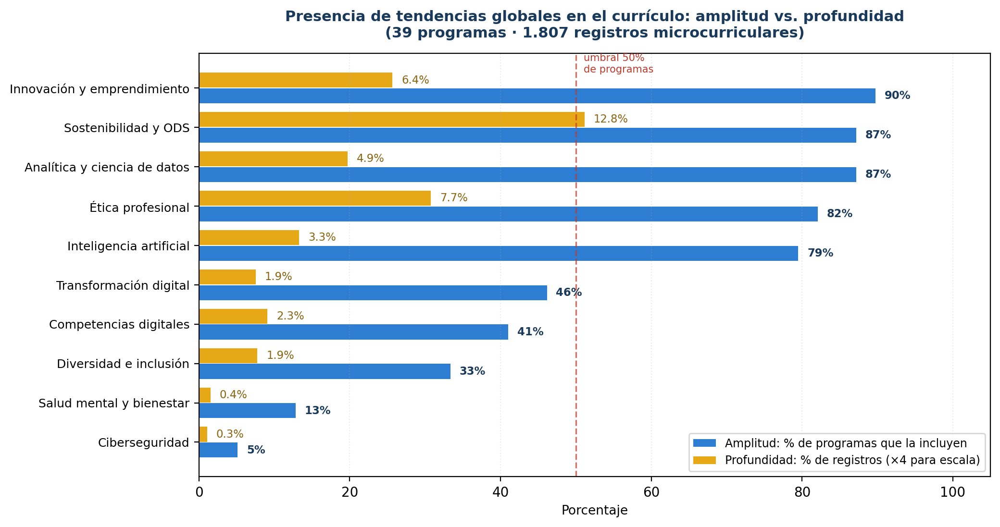 Presencia de tendencias globales en el currículo: amplitud vs. profundidad
(39 programas · 1.807 registros microcurriculares)
umbral 50%
de programas
Innovación y emprendimiento
6.4%
90%
Sostenibilidad y ODS
12.8%
87%
Analítica y ciencia de datos
4.9%
87%
Ética profesional
7.7%
82%
Inteligencia artificial
3.3%
79%
Transformación digital
1.9%
46%
Competencias digitales
2.3%
41%
Diversidad e inclusión
1.9%
33%
Salud mental y bienestar
0.4%
13%
Ciberseguridad
0.3%
5%
Amplitud: % de programas que la incluyen
Profundidad: % de registros (×4 para escala)
0 20 40 60 80 100
Porcentaje